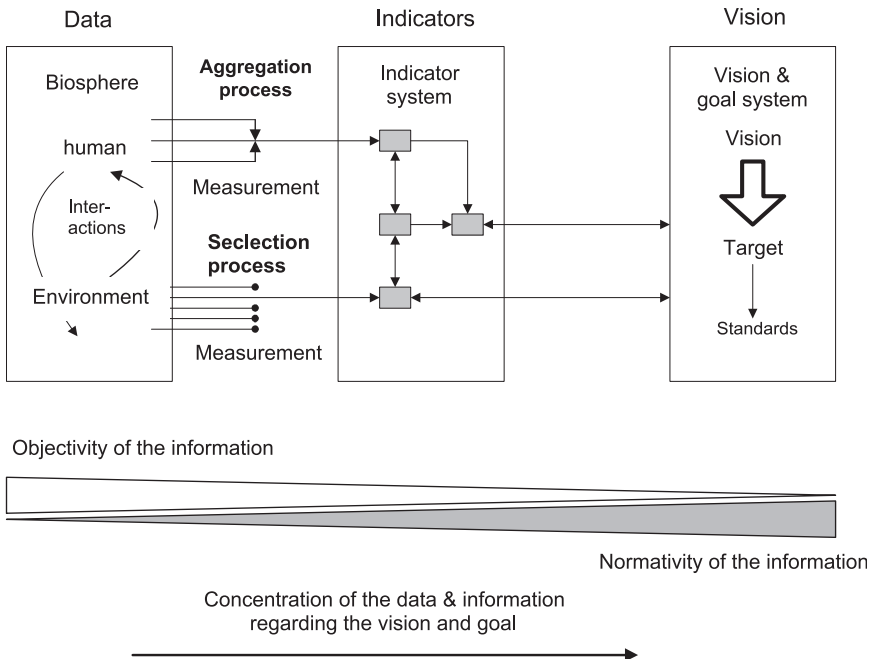 Data
Indicators
Vision
Biosphere
human
Inter-
actions
Environment
Aggregation
process
Measurement
Seclection
process
Measurement
Indicator
system
Vision &
goal system
Vision
Target
Standards
Objectivity of the information
Normativity of the information
Concentration of the data & information
regarding the vision and goal